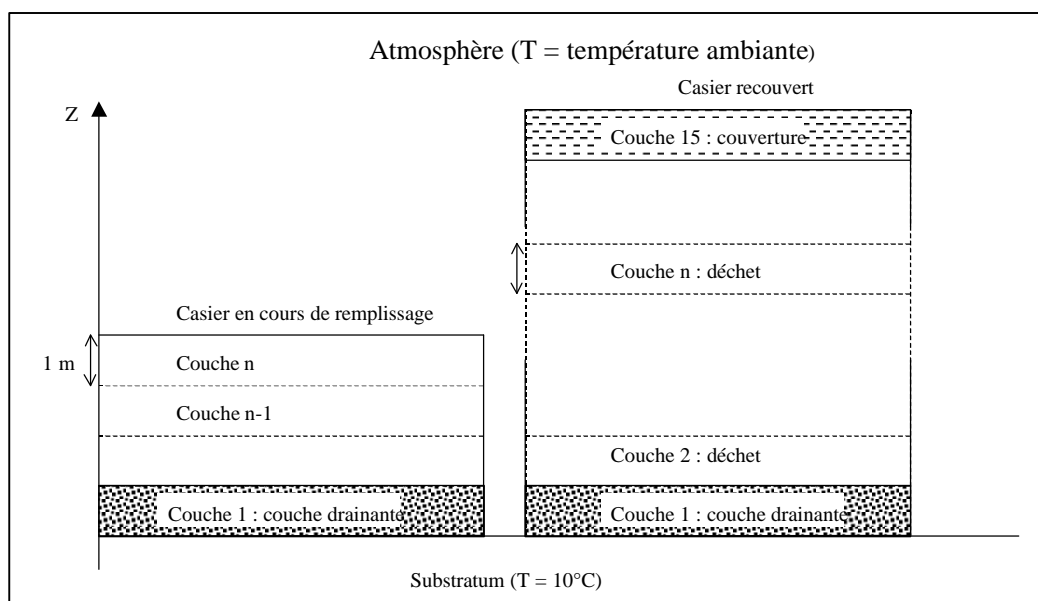 Atmosphère (T = température ambiante)
Casier recouvert
Z
Couche 15 : couverture
Couche n : déchet
Casier en cours de remplissage
1 m
Couche n
Couche n-1
Couche 2 : déchet
Couche 1 : couche drainante
Couche 1 : couche drainante
Substratum (T = 10°C)